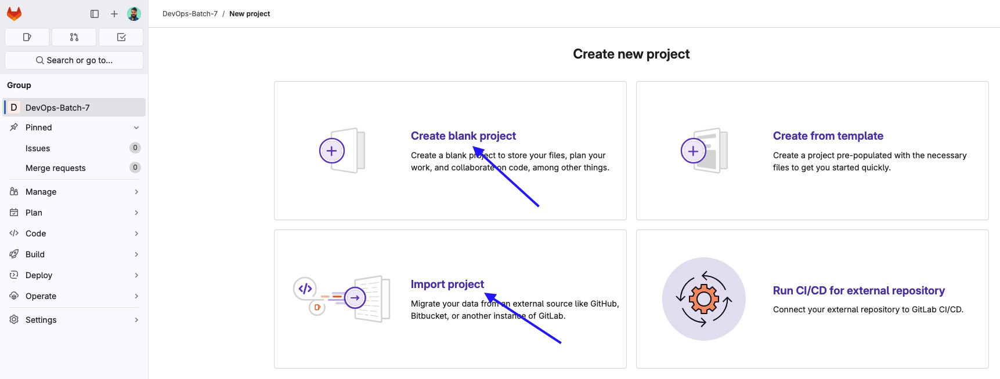 DevOps-Batch-7 / New project
Search or go to...
Group
D DevOps-Batch-7
Pinned
Issues 0
Merge requests 0
Manage
Plan
Code
Build
Deploy
Operate
Settings
Create new project
Create blank project
Create a blank project to store your files, plan your
work, and collaborate on code, among other things.
Create from template
Create a project pre-populated with the necessary
files to get you started quickly.
Import project
Migrate your data from an external source like GitHub,
Bitbucket, or another instance of GitLab.
Run CI/CD for external repository
Connect your external repository to GitLab CI/CD.